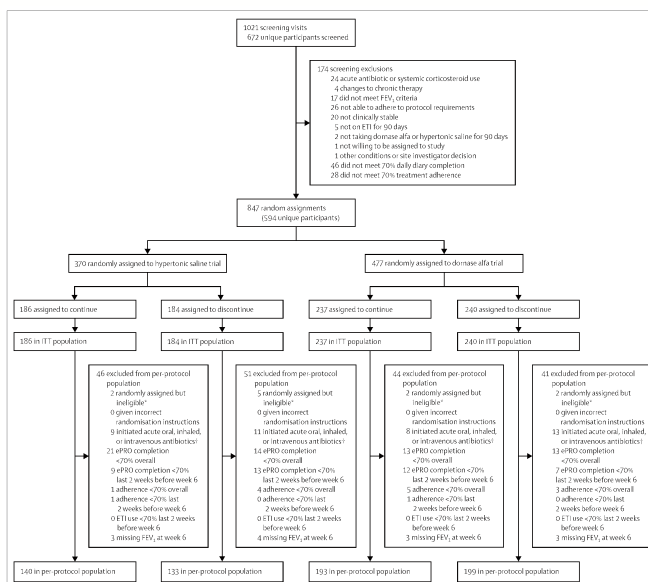 1021 screening visits
672 unique participants screened
174 screening exclusions
24 acute antibiotic or systemic corticosteroid use
4 changes to chronic therapy
17 did not meet FEV₁ criteria
26 not able to adhere to protocol requirements
20 not clinically stable
5 not on ETI for 90 days
2 not taking dornase alfa or hypertonic saline for 90 days
1 not willing to be assigned to study
1 other conditions or site investigator decision
46 did not meet 70% daily diary completion
28 did not meet 70% treatment adherence
847 random assignments
(594 unique participants)
370 randomly assigned to hypertonic saline trial
477 randomly assigned to dornase alfa trial
186 assigned to continue
184 assigned to discontinue
237 assigned to continue
240 assigned to discontinue
186 in ITT population
184 in ITT population
237 in ITT population
240 in ITT population
46 excluded from per-protocol
population
2 randomly assigned but
ineligible*
0 given incorrect
randomisation instructions
9 initiated acute oral, inhaled,
or intravenous antibiotics†
21 ePRO completion
<70% overall
9 ePRO completion <70%
last 2 weeks before week 6
1 adherence <70% overall
1 adherence <70% last
2 weeks before week 6
0 ETI use <70% last 2 weeks
before week 6
3 missing FEV₁ at week 6
51 excluded from per-protocol
population
5 randomly assigned but
ineligible*
0 given incorrect
randomisation instructions
11 initiated acute oral, inhaled,
or intravenous antibiotics†
14 ePRO completion
<70% overall
13 ePRO completion <70%
last 2 weeks before week 6
4 adherence <70% overall
0 adherence <70% last
2 weeks before week 6
0 ETI use <70% last 2 weeks
before week 6
4 missing FEV₁ at week 6
44 excluded from per-protocol
population
2 randomly assigned but
ineligible*
0 given incorrect
randomisation instructions
8 initiated acute oral, inhaled,
or intravenous antibiotics†
13 ePRO completion
<70% overall
12 ePRO completion <70%
last 2 weeks before week 6
5 adherence <70% overall
1 adherence <70% last
2 weeks before week 6
0 ETI use <70% last 2 weeks
before week 6
3 missing FEV₁ at week 6
41 excluded from per-protocol
population
2 randomly assigned but
ineligible*
0 given incorrect
randomisation instructions
13 initiated acute oral, inhaled,
or intravenous antibiotics†
13 ePRO completion
<70% overall
7 ePRO completion <70%
last 2 weeks before week 6
3 adherence <70% overall
0 adherence <70% last
2 weeks before week 6
0 ETI use <70% last 2 weeks
before week 6
3 missing FEV₁ at week 6
140 in per-protocol population
133 in per-protocol population
193 in per-protocol population
199 in per-protocol population